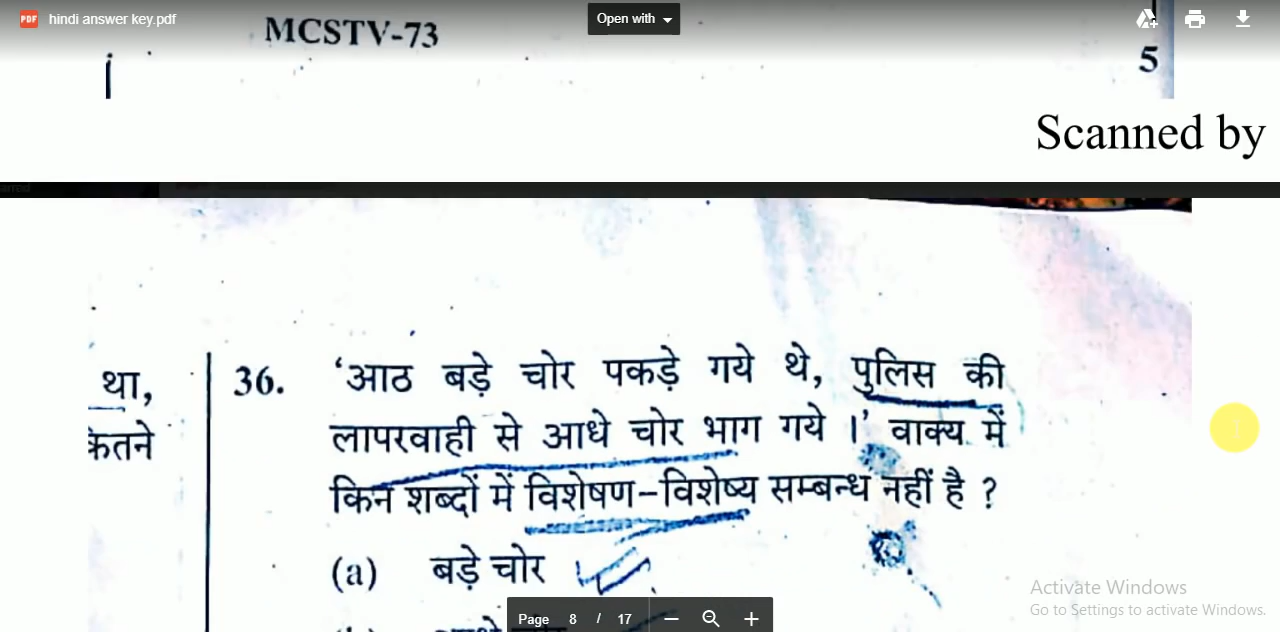 hindi answer key.pdf
Open with
MCSTV-73
5
Scanned by
था,
केतने
36. 'आठ बड़े चोर पकड़े गये थे, पुलिस की
लापरवाही से आधे चोर भाग गये ।' वाक्य में
किन शब्दों में विशेषण-विशेष्य सम्बन्ध नहीं है ?
(a) बड़े चोर
Activate Windows
Go to Settings to activate Windows.
Page 8 / 17